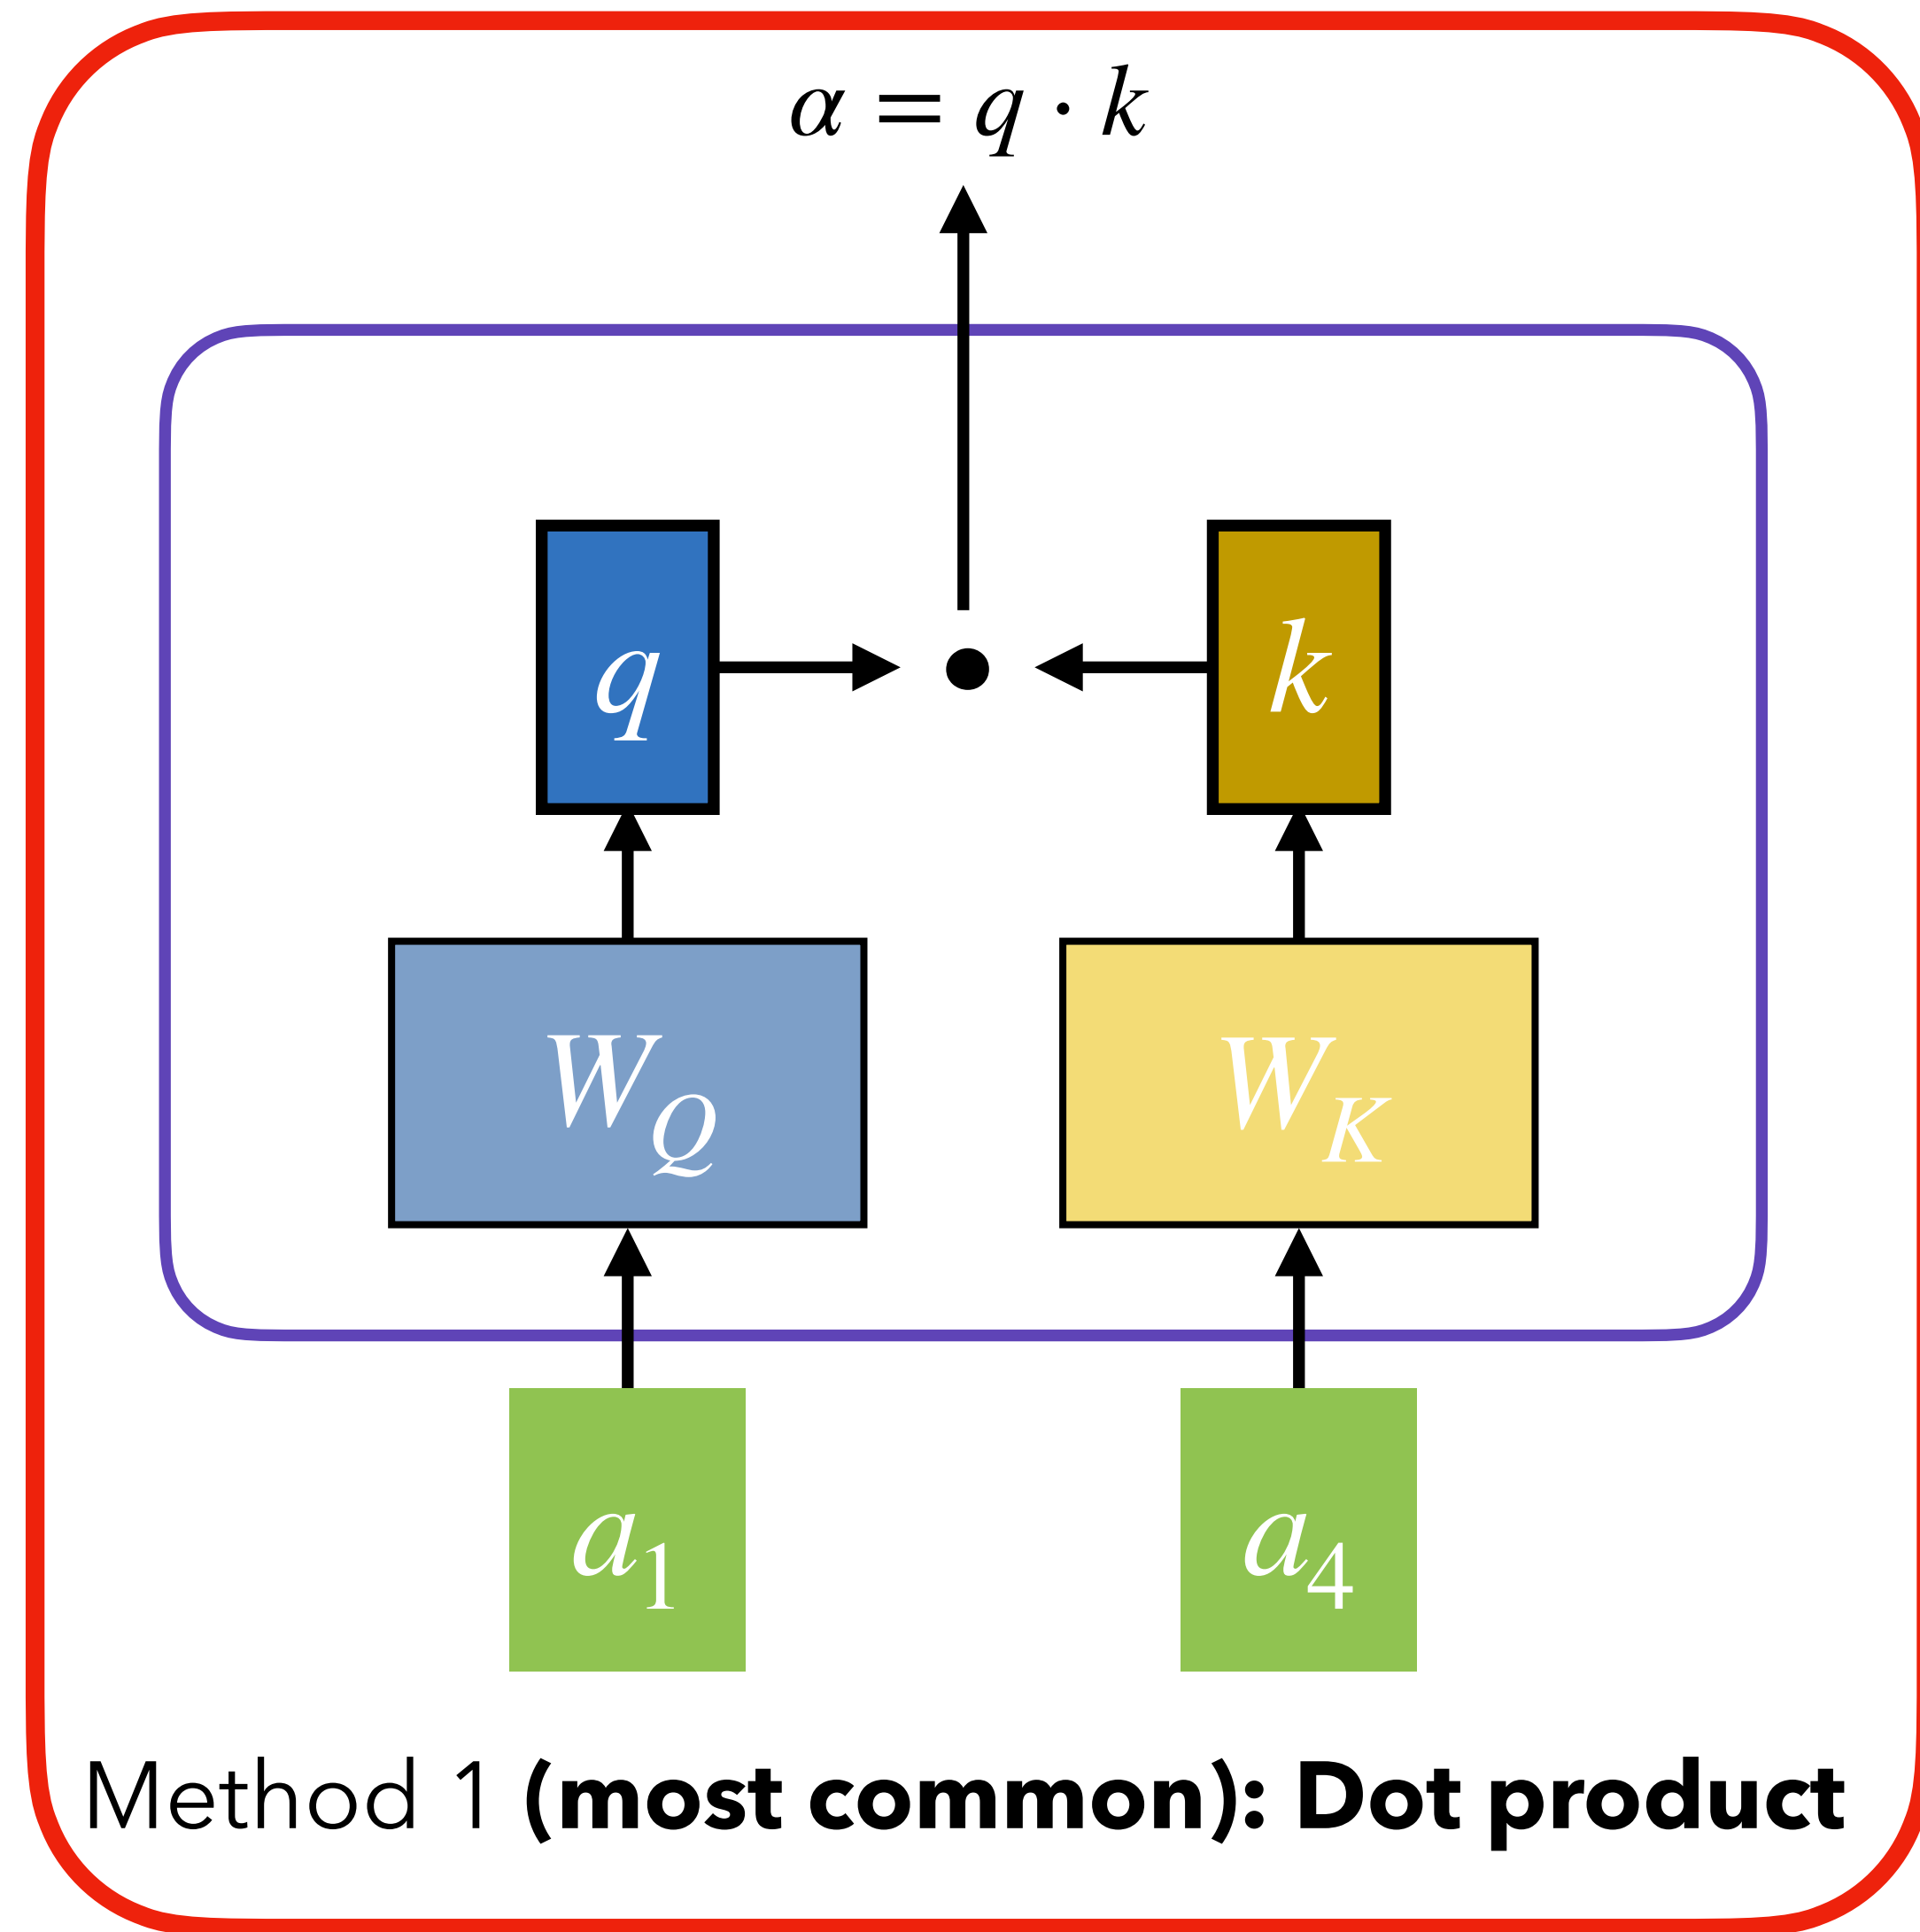 α = q · k
q k
W_Q W_K
a_1 a_4
Method 1 (most common): Dot product